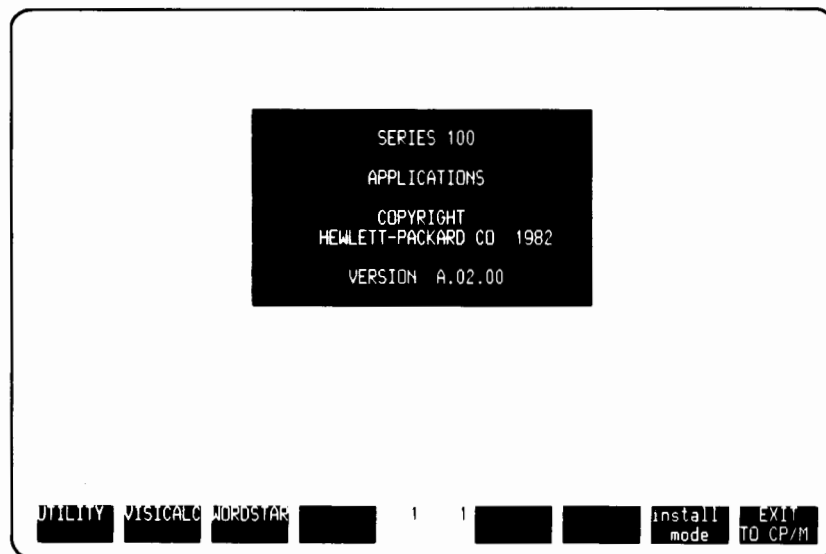 SERIES 100
APPLICATIONS
COPYRIGHT
HEWLETT-PACKARD CO 1982
VERSION A.02.00
UTILITY VISICALC WORDSTAR 1 1 install EXIT
mode TO CP/M